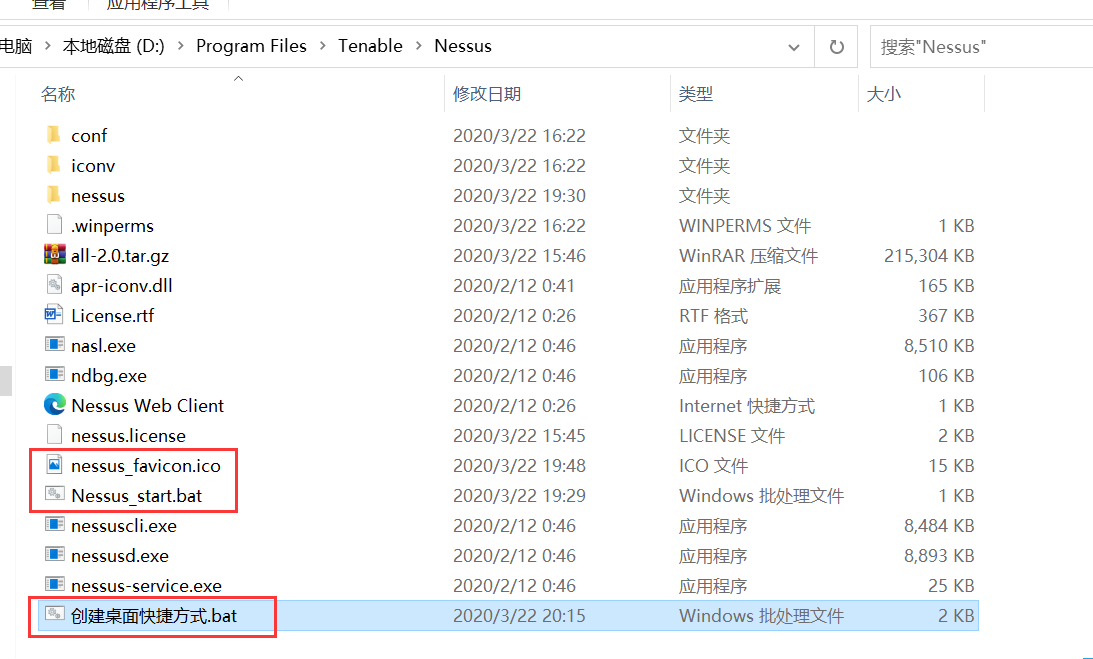 查看 应用程序工具
电脑 › 本地磁盘 (D:) › Program Files › Tenable › Nessus 搜索"Nessus"
名称 修改日期 类型 大小
conf 2020/3/22 16:22 文件夹
iconv 2020/3/22 16:22 文件夹
nessus 2020/3/22 19:30 文件夹
.winperms 2020/3/22 16:22 WINPERMS 文件 1 KB
all-2.0.tar.gz 2020/3/22 15:46 WinRAR 压缩文件 215,304 KB
apr-iconv.dll 2020/2/12 0:41 应用程序扩展 165 KB
License.rtf 2020/2/12 0:26 RTF 格式 367 KB
nasl.exe 2020/2/12 0:46 应用程序 8,510 KB
ndbg.exe 2020/2/12 0:46 应用程序 106 KB
Nessus Web Client 2020/2/12 0:26 Internet 快捷方式 1 KB
nessus.license 2020/3/22 15:45 LICENSE 文件 2 KB
nessus_favicon.ico 2020/3/22 19:48 ICO 文件 15 KB
Nessus_start.bat 2020/3/22 19:29 Windows 批处理文件 1 KB
nessuscli.exe 2020/2/12 0:46 应用程序 8,484 KB
nessusd.exe 2020/2/12 0:46 应用程序 8,893 KB
nessus-service.exe 2020/2/12 0:46 应用程序 25 KB
创建桌面快捷方式.bat 2020/3/22 20:15 Windows 批处理文件 2 KB